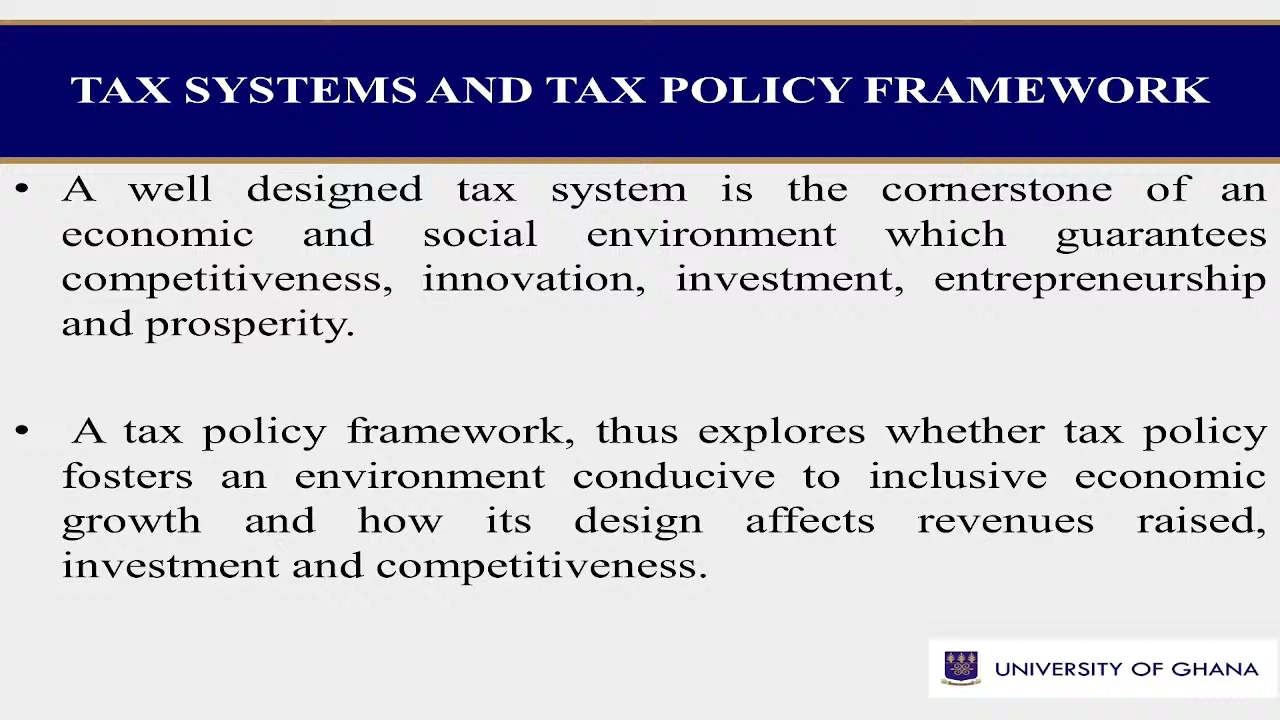 TAX SYSTEMS AND TAX POLICY FRAMEWORK
• A well designed tax system is the cornerstone of an
economic and social environment which guarantees
competitiveness, innovation, investment, entrepreneurship
and prosperity.
• A tax policy framework, thus explores whether tax policy
fosters an environment conducive to inclusive economic
growth and how its design affects revenues raised,
investment and competitiveness.
UNIVERSITY OF GHANA